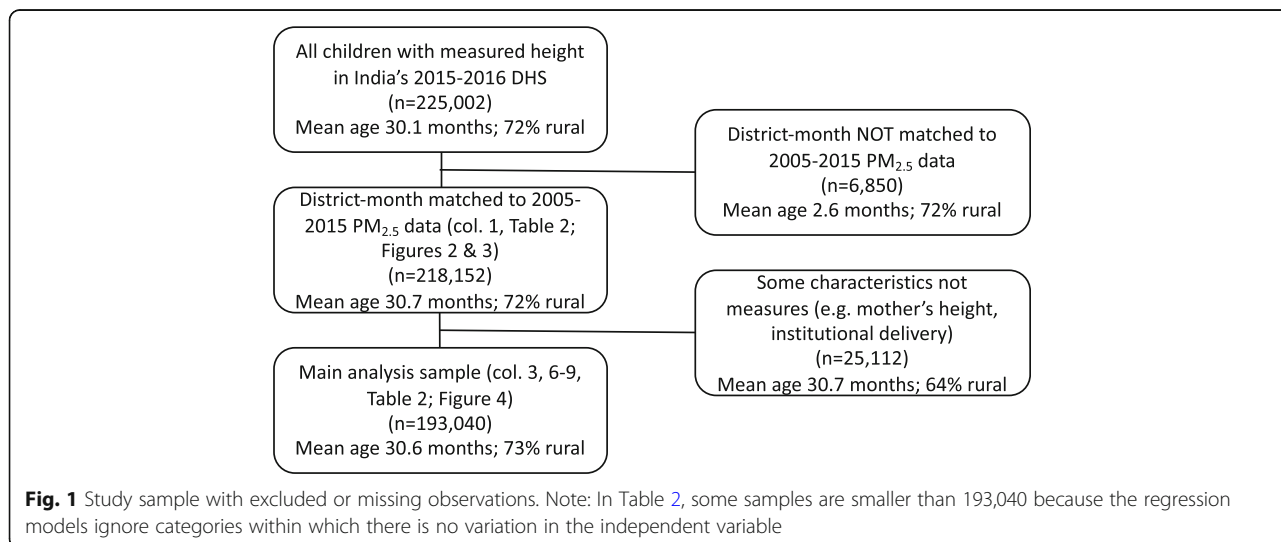 All children with measured height
in India's 2015-2016 DHS
(n=225,002)
Mean age 30.1 months; 72% rural
District-month NOT matched to
2005-2015 PM2.5 data
(n=6,850)
Mean age 2.6 months; 72% rural
District-month matched to 2005-
2015 PM2.5 data (col. 1, Table 2;
Figures 2 & 3)
(n=218,152)
Mean age 30.7 months; 72% rural
Some characteristics not
measures (e.g. mother's height,
institutional delivery)
(n=25,112)
Mean age 30.7 months; 64% rural
Main analysis sample (col. 3, 6-9,
Table 2; Figure 4)
(n=193,040)
Mean age 30.6 months; 73% rural
Fig. 1 Study sample with excluded or missing observations. Note: In Table 2, some samples are smaller than 193,040 because the regression
models ignore categories within which there is no variation in the independent variable